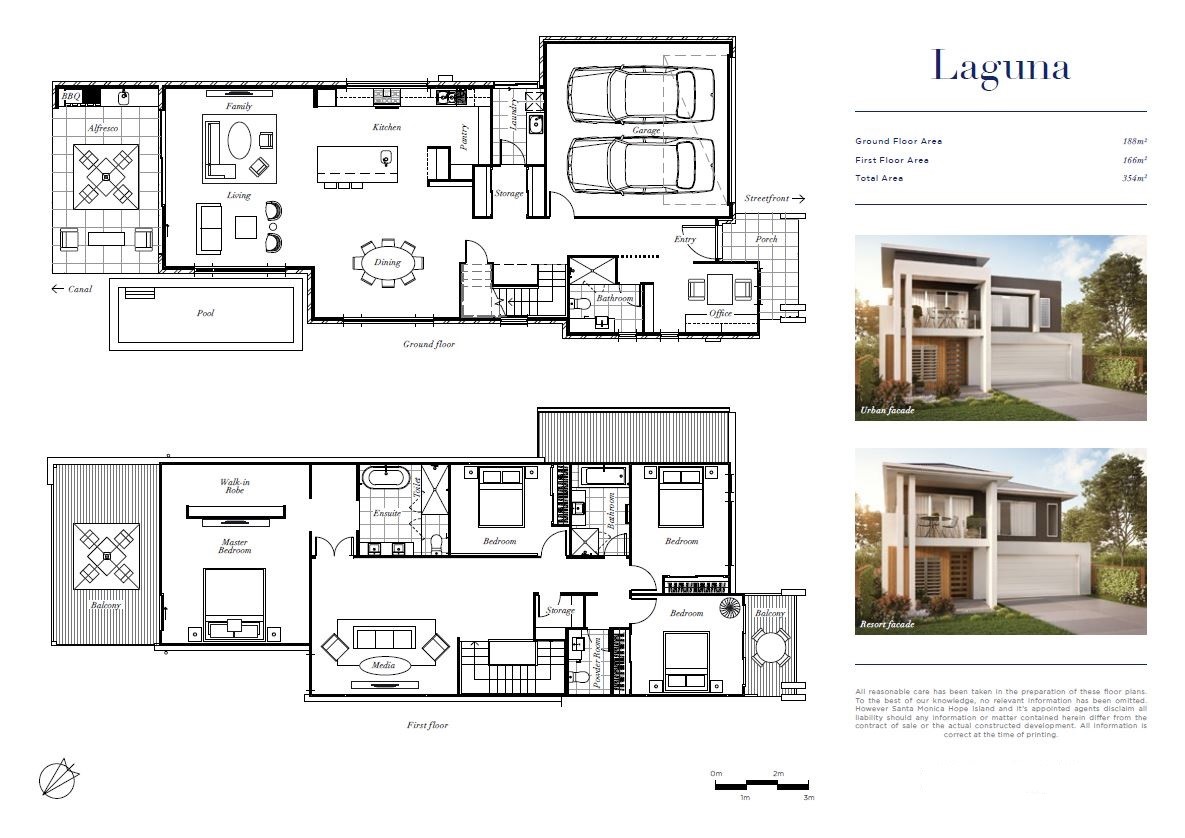 Laguna
Ground Floor Area 188m²
First Floor Area 166m²
Total Area 354m²
BBQ
Alfresco
Family
Kitchen
Pantry
Laundry
Garage
Living
Storage
Streetfront
Dining
Entry
Porch
Canal
Pool
Bathroom
Office
Ground floor
Urban facade
Walk-in
Robe
Ensuite
Toilet
Bedroom
Bathroom
Bedroom
Master
Bedroom
Balcony
Storage
Bedroom
Balcony
Media
Powder Room
First floor
Resort facade
All reasonable care has been taken in the preparation of these floor plans.
To the best of our knowledge, no relevant information has been omitted.
However Santa Monica Hope Island and it's appointed agents disclaim all
liability should any information or matter contained herein differ from the
contract of sale or the actual constructed development. All information is
correct at the time of printing.
0m 2m
1m 3m